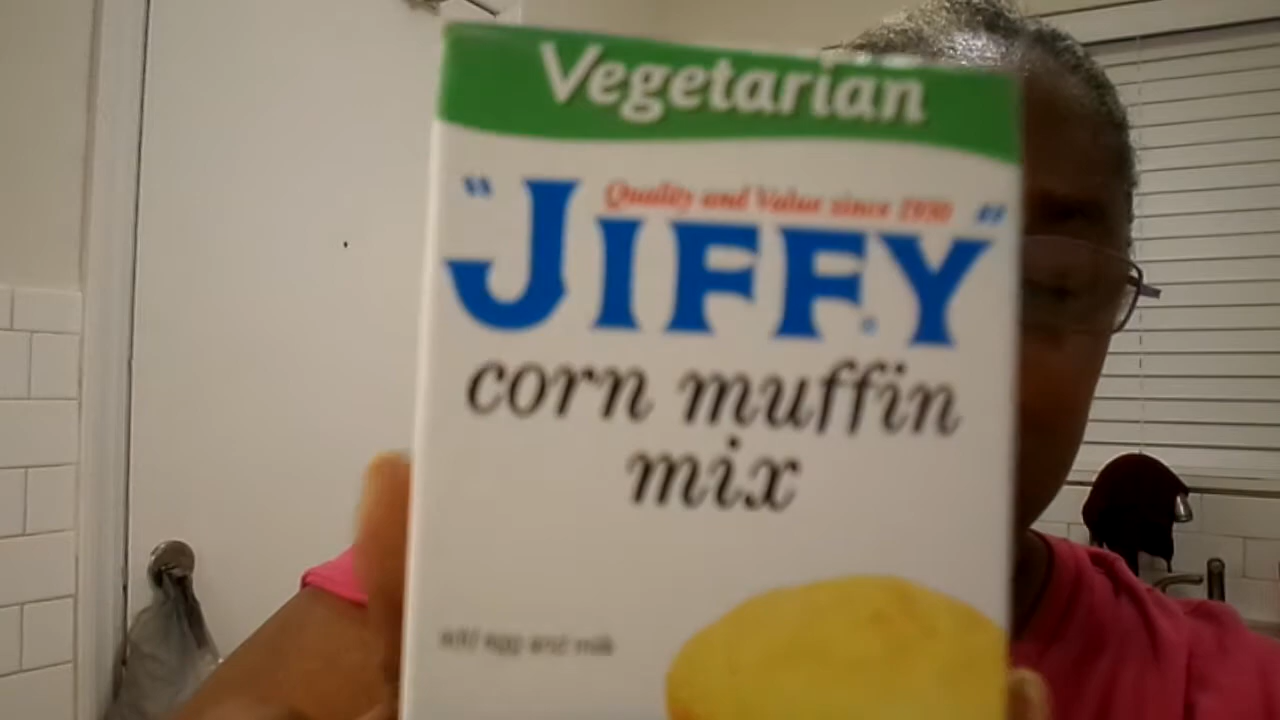 Vegetarian
Quality and Value since 1930
"JIFFY"
corn muffin
mix
add egg and milk